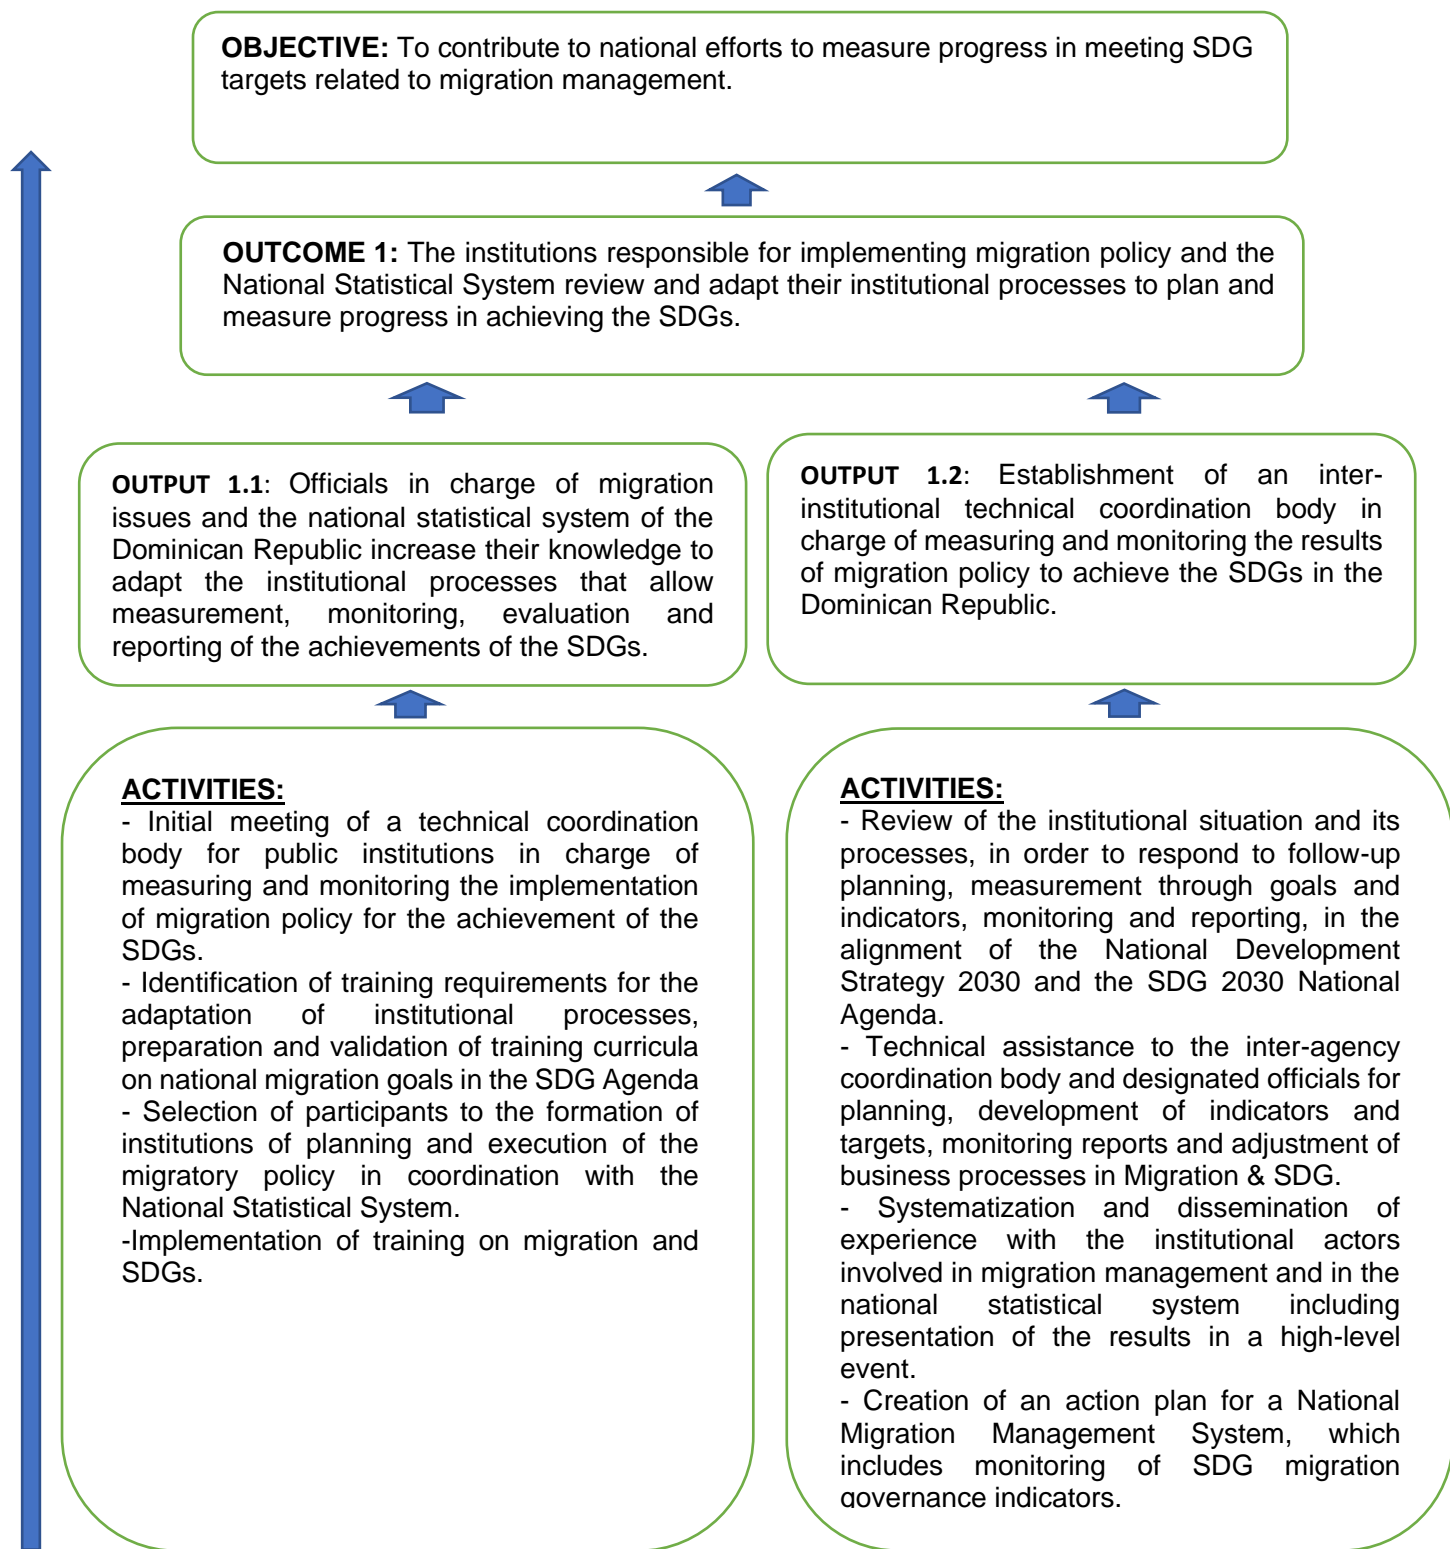 OBJECTIVE: To contribute to national efforts to measure progress in meeting SDG
targets related to migration management.
OUTCOME 1: The institutions responsible for implementing migration policy and the
National Statistical System review and adapt their institutional processes to plan and
measure progress in achieving the SDGs.
OUTPUT 1.1: Officials in charge of migration
issues and the national statistical system of the
Dominican Republic increase their knowledge to
adapt the institutional processes that allow
measurement, monitoring, evaluation and
reporting of the achievements of the SDGs.
OUTPUT 1.2: Establishment of an inter-
institutional technical coordination body in
charge of measuring and monitoring the results
of migration policy to achieve the SDGs in the
Dominican Republic.
ACTIVITIES:
- Initial meeting of a technical coordination
body for public institutions in charge of
measuring and monitoring the implementation
of migration policy for the achievement of the
SDGs.
- Identification of training requirements for the
adaptation of institutional processes,
preparation and validation of training curricula
on national migration goals in the SDG Agenda
- Selection of participants to the formation of
institutions of planning and execution of the
migratory policy in coordination with the
National Statistical System.
-Implementation of training on migration and
SDGs.
ACTIVITIES:
- Review of the institutional situation and its
processes, in order to respond to follow-up
planning, measurement through goals and
indicators, monitoring and reporting, in the
alignment of the National Development
Strategy 2030 and the SDG 2030 National
Agenda.
- Technical assistance to the inter-agency
coordination body and designated officials for
planning, development of indicators and
targets, monitoring reports and adjustment of
business processes in Migration & SDG.
- Systematization and dissemination of
experience with the institutional actors
involved in migration management and in the
national statistical system including
presentation of the results in a high-level
event.
- Creation of an action plan for a National
Migration Management System, which
includes monitoring of SDG migration
governance indicators.